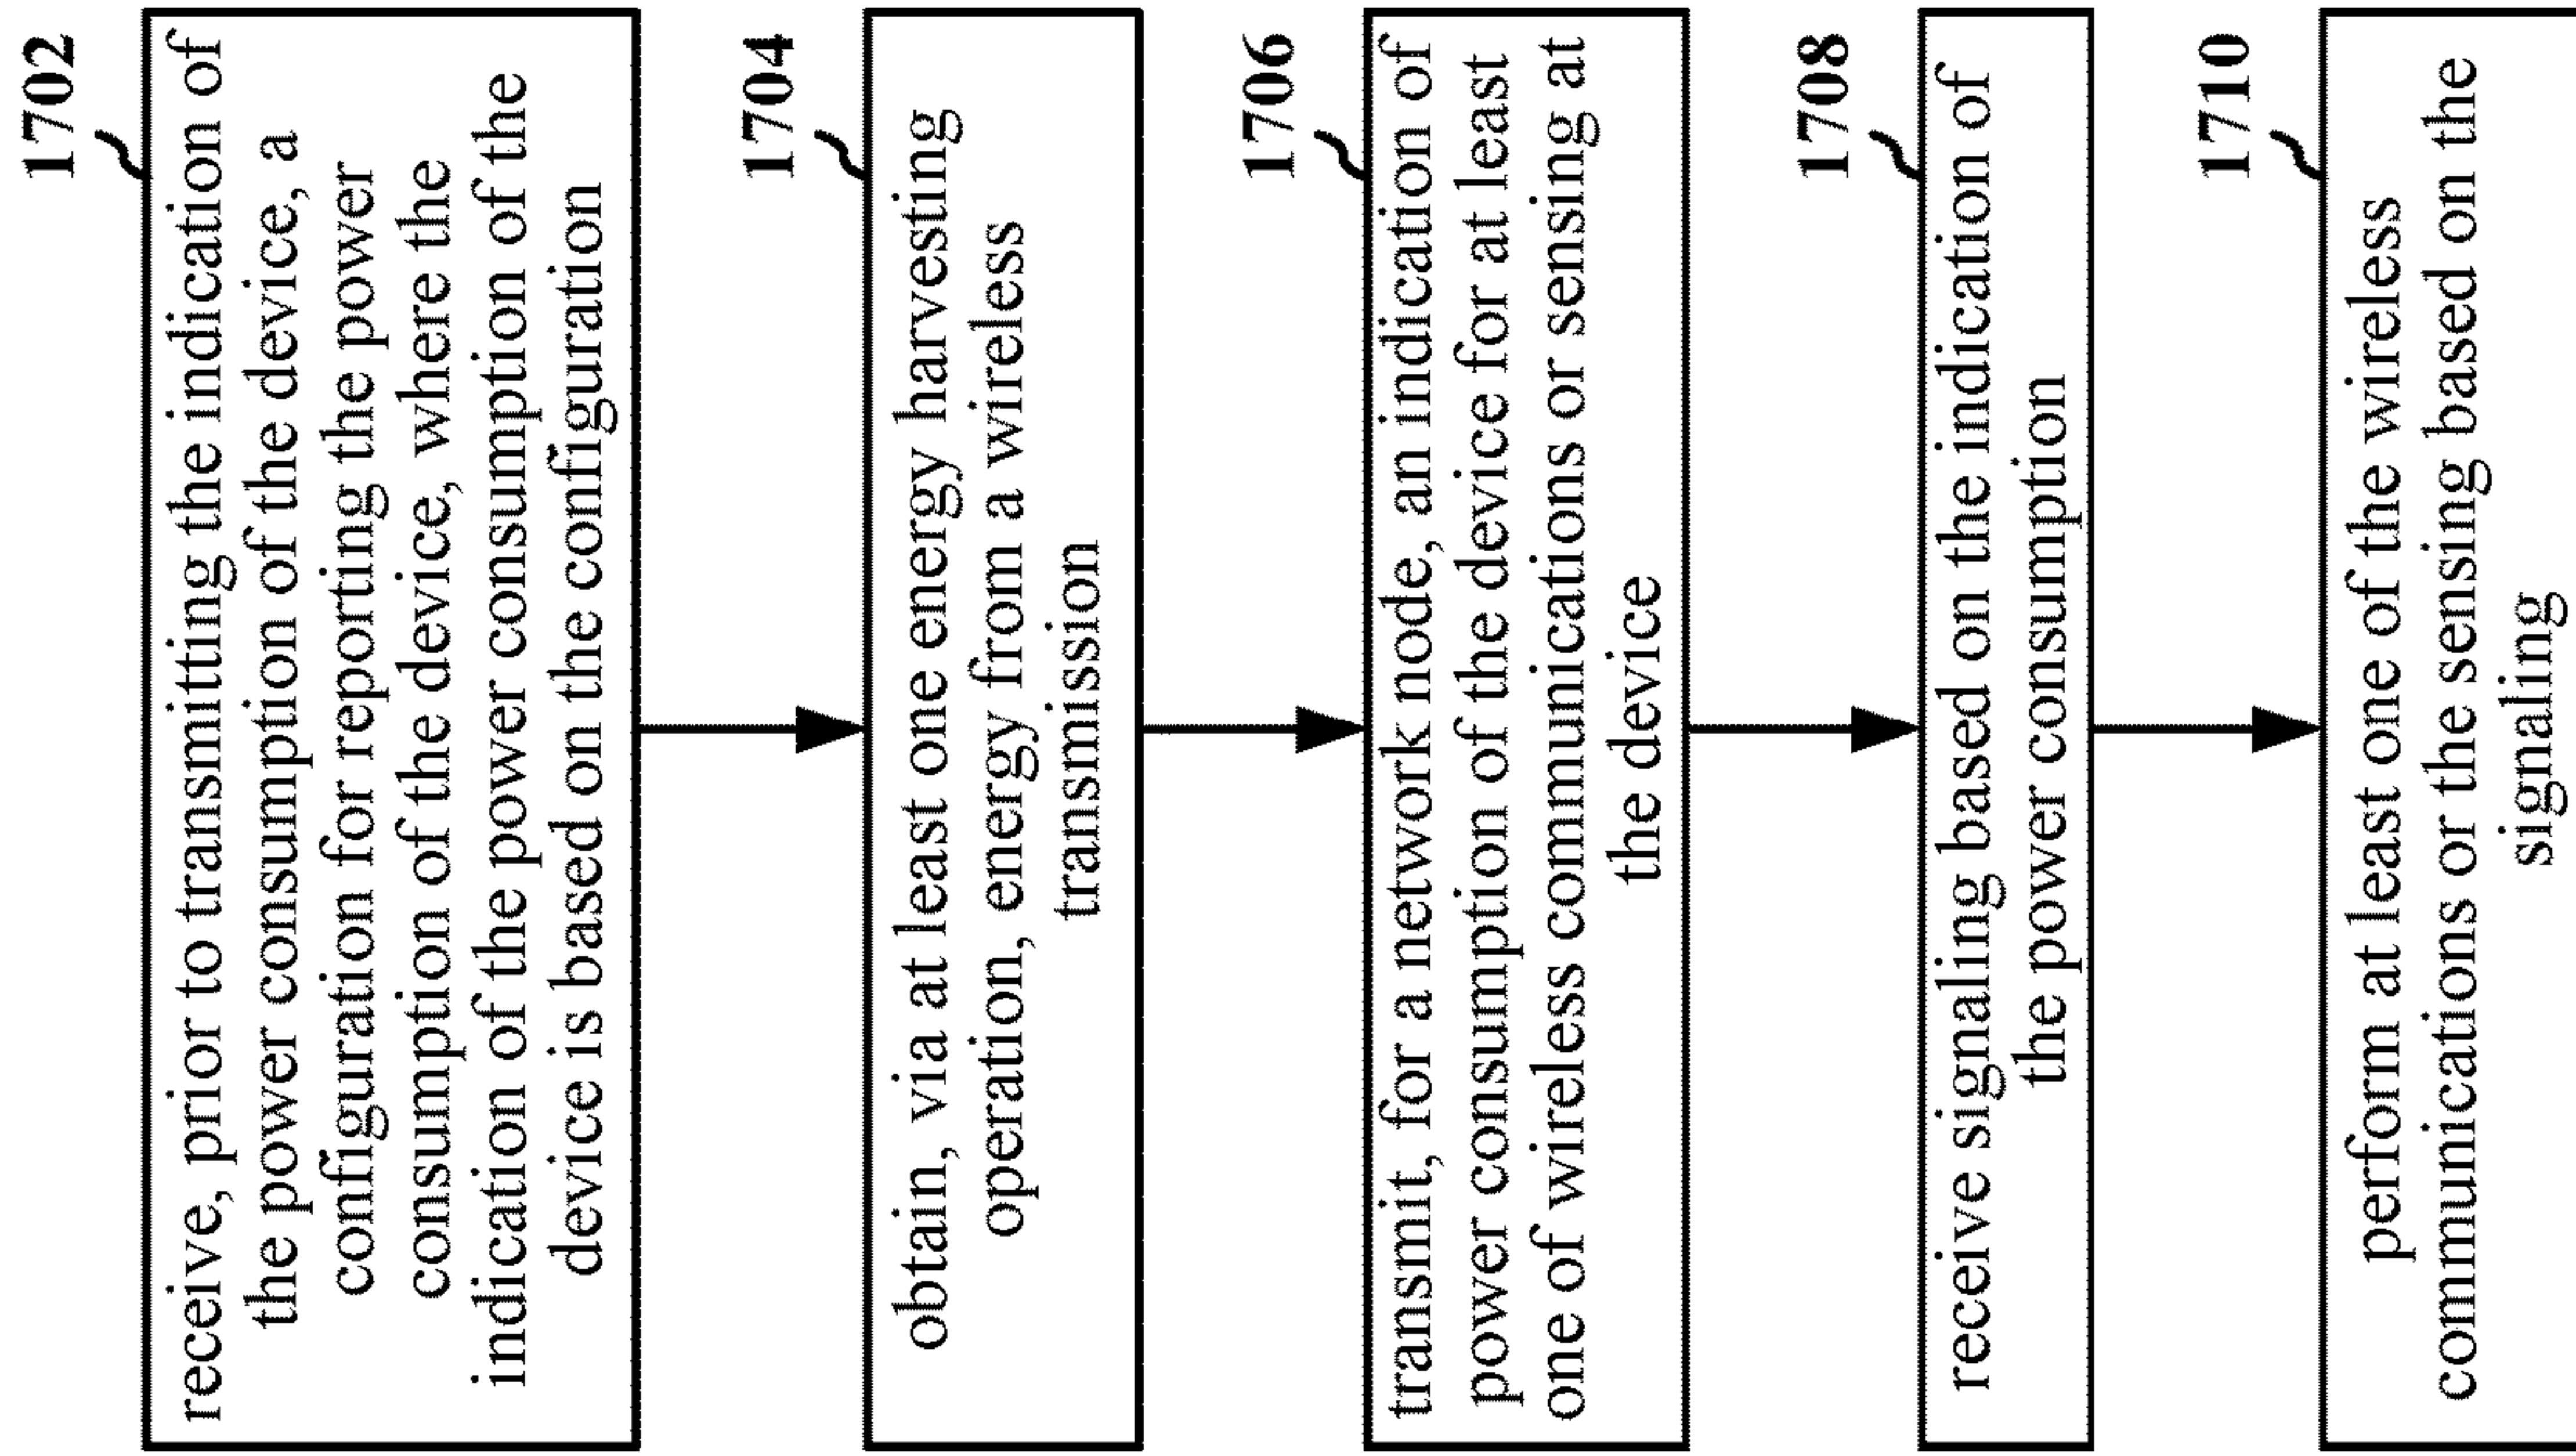 1702
receive, prior to transmitting the indication of
the power consumption of the device, a
configuration for reporting the power
consumption of the device, where the
indication of the power consumption of the
device is based on the configuration
1704
obtain, via at least one energy harvesting
operation, energy from a wireless
transmission
1706
transmit, for a network node, an indication of
power consumption of the device for at least
one of wireless communications or sensing at
the device
1708
receive signaling based on the indication of
the power consumption
1710
perform at least one of the wireless
communications or the sensing based on the
signaling